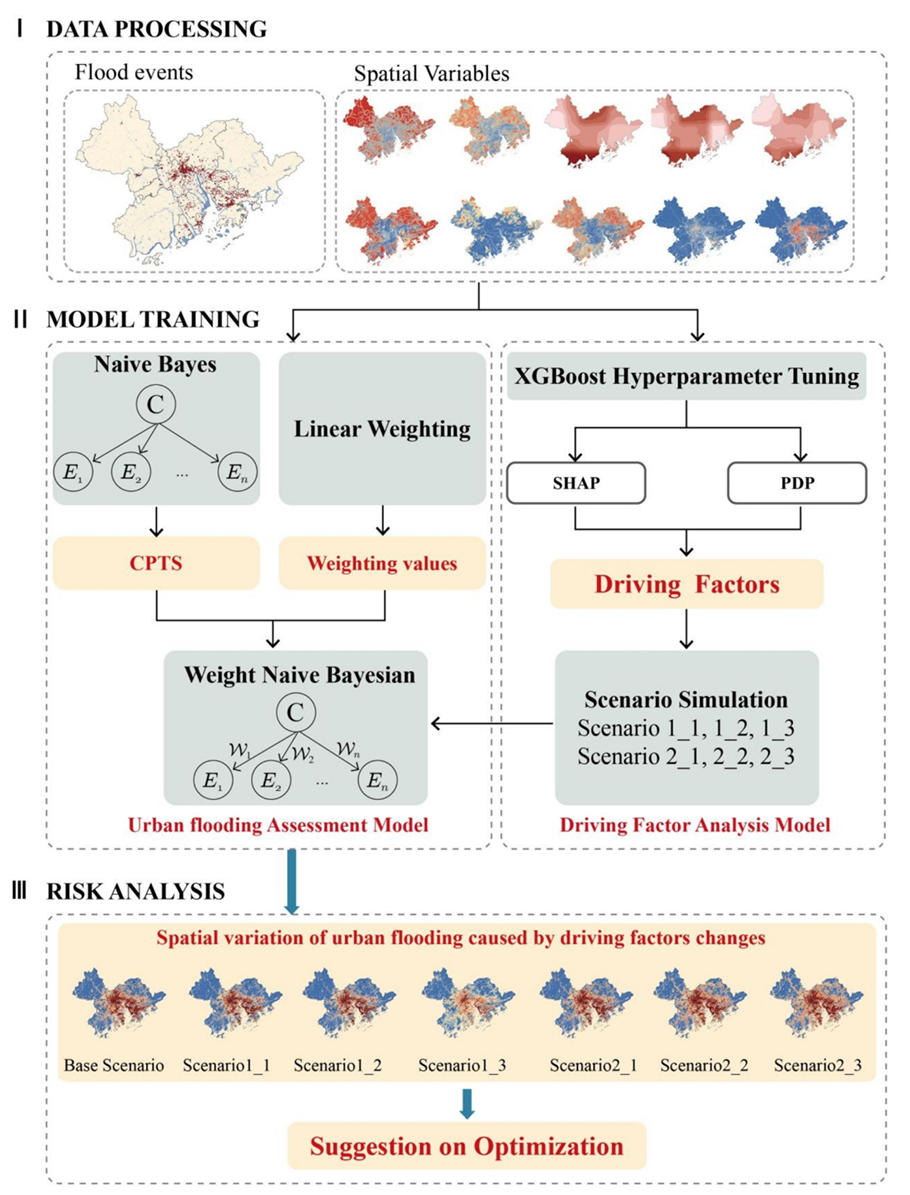 Ⅰ DATA PROCESSING
Flood events
Spatial Variables
Ⅱ MODEL TRAINING
Naive Bayes
C
E1 E2 ... En
Linear Weighting
XGBoost Hyperparameter Tuning
SHAP
PDP
CPTS
Weighting values
Driving Factors
Weight Naive Bayesian
C
W1 W2 Wn
E1 E2 ... En
Scenario Simulation
Scenario 1_1, 1_2, 1_3
Scenario 2_1, 2_2, 2_3
Urban flooding Assessment Model
Driving Factor Analysis Model
Ⅲ RISK ANALYSIS
Spatial variation of urban flooding caused by driving factors changes
Base Scenario
Scenario1_1
Scenario1_2
Scenario1_3
Scenario2_1
Scenario2_2
Scenario2_3
Suggestion on Optimization